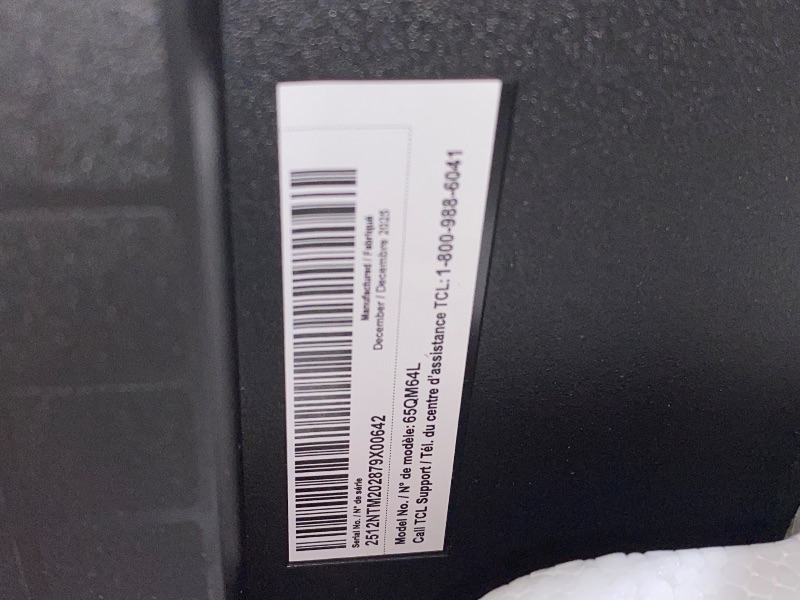 Serial No. / N° de série
2512NTM202879X00642
Manufactured / Fabriqué
December / Decembre 2025
Model No. / N° de modèle: 65QM64L
Call TCL Support / Tél. du centre d'assistance TCL: 1-800-988-6041